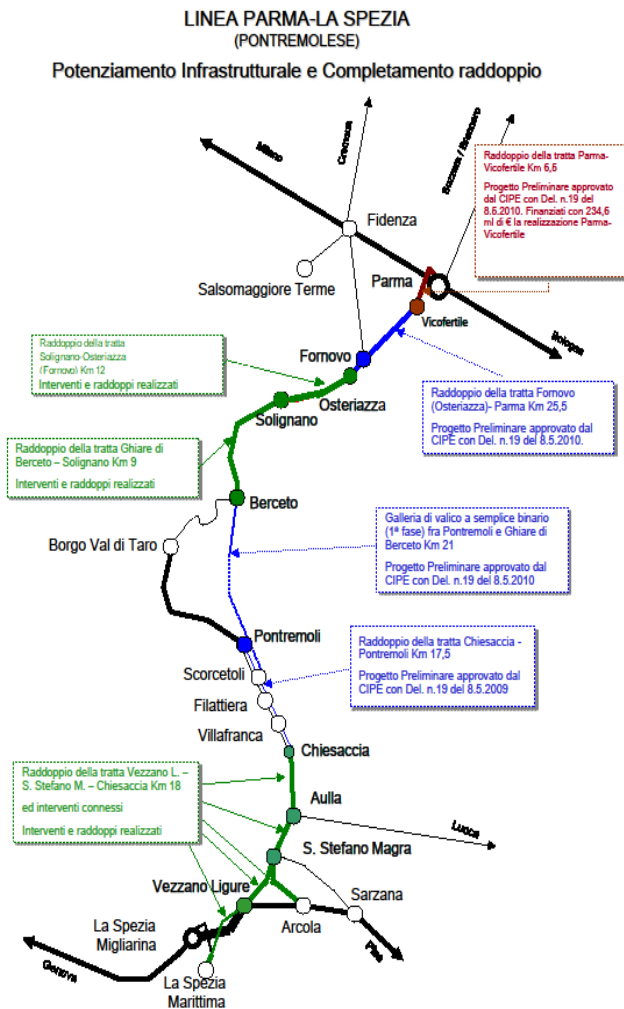 LINEA PARMA-LA SPEZIA
(PONTREMOLESE)
Potenziamento Infrastrutturale e Completamento raddoppio
Milano
Cremona
Suzzara / Brennero
Raddoppio della tratta Parma-
Vicofertile Km 6,5
Progetto Preliminare approvato
dal CIPE con Del. n.19 del
8.5.2010. Finanziati con 234,6
ml di € la realizzazione Parma-
Vicofertile
Fidenza
Salsomaggiore Terme
Parma
Vicofertile
Bologna
Raddoppio della tratta
Solignano-Osteriazza
(Fornovo) Km 12
Interventi e raddoppi realizzati
Fornovo
Osteriazza
Solignano
Raddoppio della tratta Fornovo
(Osteriazza)- Parma Km 25,5
Progetto Preliminare approvato dal
CIPE con Del. n.19 del 8.5.2010.
Raddoppio della tratta Ghiare di
Berceto – Solignano Km 9
Interventi e raddoppi realizzati
Berceto
Borgo Val di Taro
Galleria di valico a semplice binario
(1ª fase) fra Pontremoli e Ghiare di
Berceto Km 21
Progetto Preliminare approvato dal
CIPE con Del. n.19 del 8.5.2010
Pontremoli
Scorcetoli
Filattiera
Villafranca
Chiesaccia
Raddoppio della tratta Chiesaccia -
Pontremoli Km 17,5
Progetto Preliminare approvato dal
CIPE con Del. n.19 del 8.5.2009
Raddoppio della tratta Vezzano L. –
S. Stefano M. – Chiesaccia Km 18
ed interventi connessi
Interventi e raddoppi realizzati
Aulla
Lucca
S. Stefano Magra
Vezzano Ligure
Sarzana
Arcola
La Spezia
Migliarina
Pisa
Genova
La Spezia
Marittima